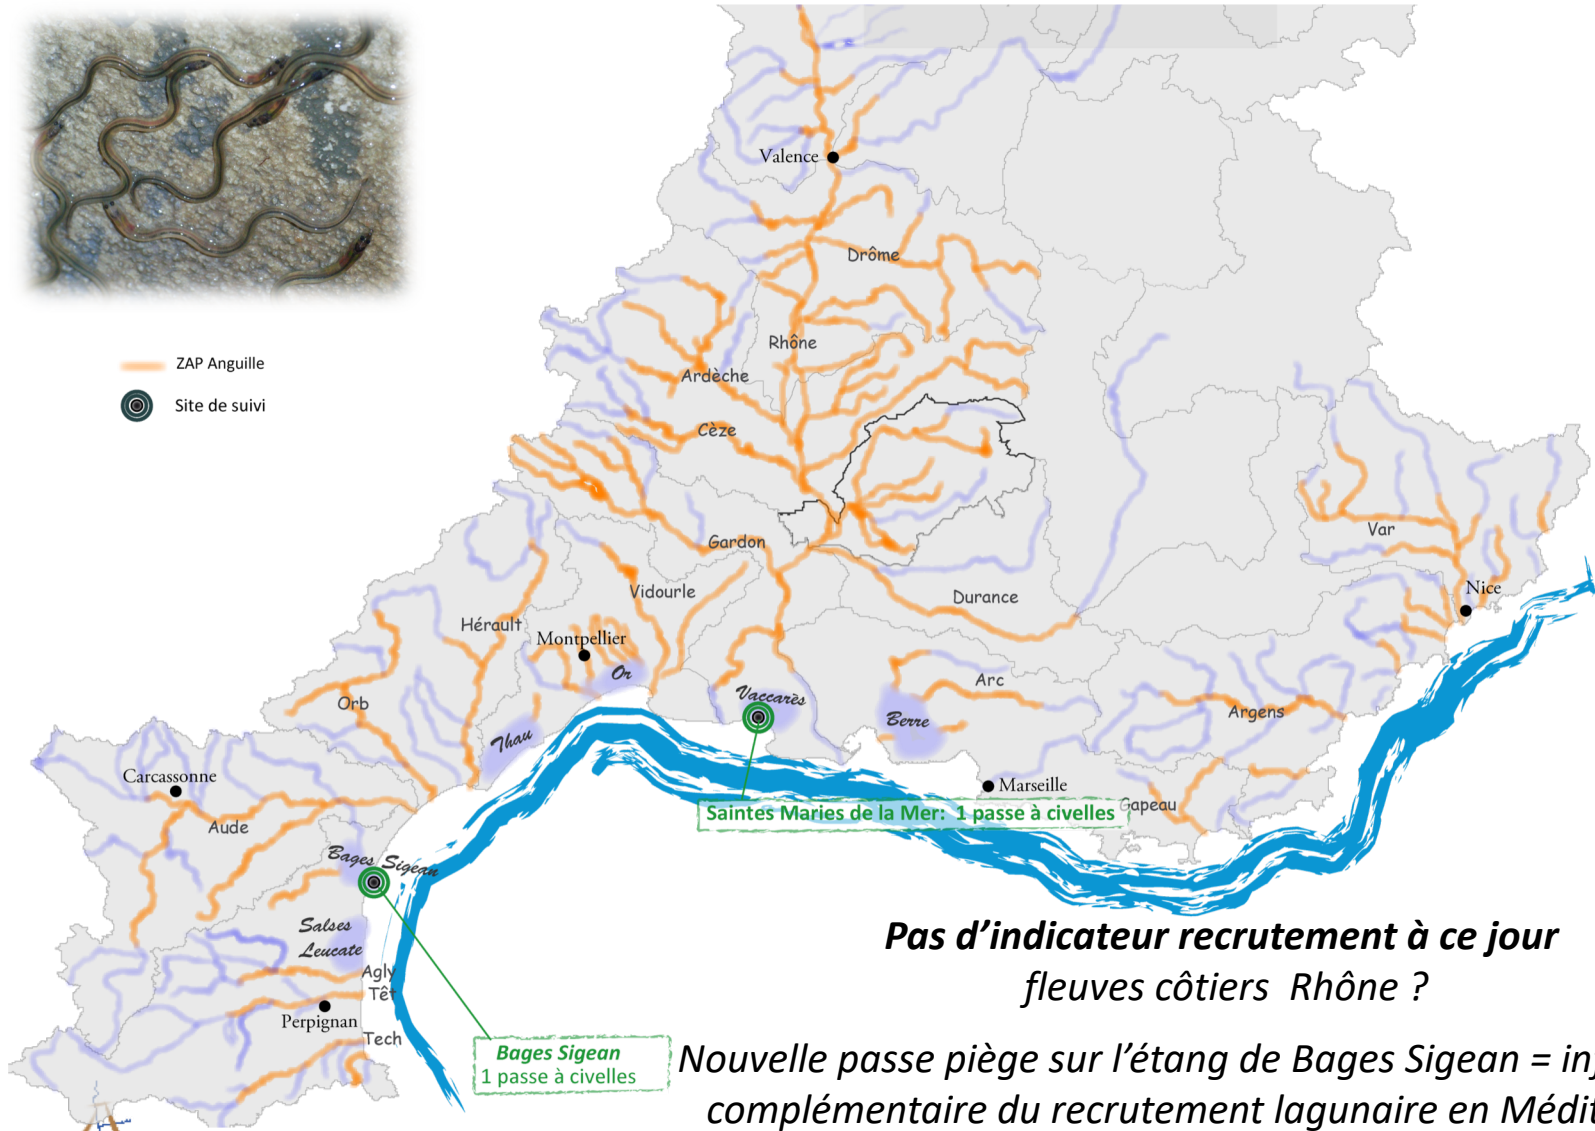 ZAP Anguille
Site de suivi
Valence
Drôme
Rhône
Ardèche
Cèze
Gardon
Vidourle
Durance
Var
Nice
Hérault
Montpellier
Or
Orb
Thau
Vaccarès
Berre
Arc
Argens
Carcassonne
Aude
Marseille
Gapeau
Saintes Maries de la Mer: 1 passe à civelles
Bages Sigean
Salses
Leucate
Agly
Têt
Perpignan
Tech
Bages Sigean
1 passe à civelles
Pas d’indicateur recrutement à ce jour
fleuves côtiers Rhône ?
Nouvelle passe piège sur l’étang de Bages Sigean =
complémentaire du recrutement lagunaire en